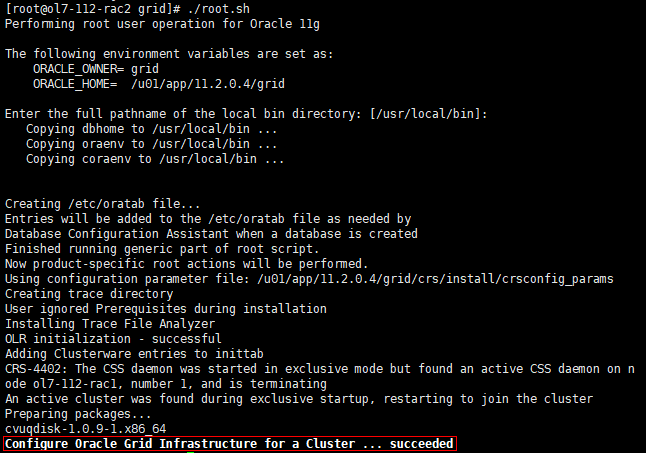 [root@ol7-112-rac2 grid]# ./root.sh
Performing root user operation for Oracle 11g
The following environment variables are set as:
ORACLE_OWNER= grid
ORACLE_HOME=  /u01/app/11.2.0.4/grid
Enter the full pathname of the local bin directory: [/usr/local/bin]:
Copying dbhome to /usr/local/bin ...
Copying oraenv to /usr/local/bin ...
Copying coraenv to /usr/local/bin ...
Creating /etc/oratab file...
Entries will be added to the /etc/oratab file as needed by
Database Configuration Assistant when a database is created
Finished running generic part of root script.
Now product-specific root actions will be performed.
Using configuration parameter file: /u01/app/11.2.0.4/grid/crs/install/crsconfig_params
Creating trace directory
User ignored Prerequisites during installation
Installing Trace File Analyzer
OLR initialization - successful
Adding Clusterware entries to inittab
CRS-4402: The CSS daemon was started in exclusive mode but found an active CSS daemon on n
ode ol7-112-rac1, number 1, and is terminating
An active cluster was found during exclusive startup, restarting to join the cluster
Preparing packages...
cvuqdisk-1.0.9-1.x86_64
Configure Oracle Grid Infrastructure for a Cluster ... succeeded